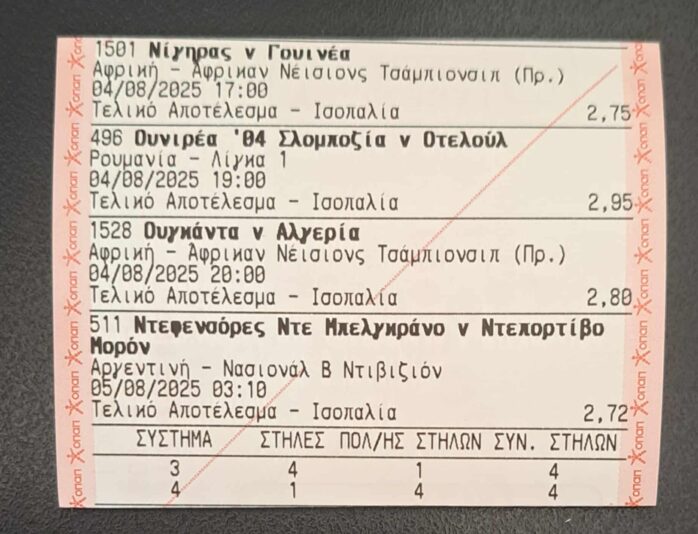 1501 Νίγηρας v Γουινέα
Αφρική - Αφρικαν Νέισιονς Τσάμπιονσιπ (Πρ.)
04/08/2025 17:00
Τελικό Αποτέλεσμα - Ισοπαλία 2,75
496 Ουνιρέα '04 Σλομποζία v Οτελούλ
Ρουμανία - Λίγκα 1
04/08/2025 19:00
Τελικό Αποτέλεσμα - Ισοπαλία 2,95
1528 Ουγκάντα v Αλγερία
Αφρική - Αφρικαν Νέισιονς Τσάμπιονσιπ (Πρ.)
04/08/2025 20:00
Τελικό Αποτέλεσμα - Ισοπαλία 2,80
511 Ντεφενσόρες Ντε Μπελγκράνο v Ντεπορτίβο
Μορόν
Αργεντινή - Νασιονάλ Β Ντιβιζιόν
05/08/2025 03:10
Τελικό Αποτέλεσμα - Ισοπαλία 2,72
ΣΥΣΤΗΜΑ ΣΤΗΛΕΣ ΠΟΛ/ΗΣ ΣΤΗΛΩΝ ΣΥΝ. ΣΤΗΛΩΝ
3 4 1 4
4 1 4 4
οπαπ